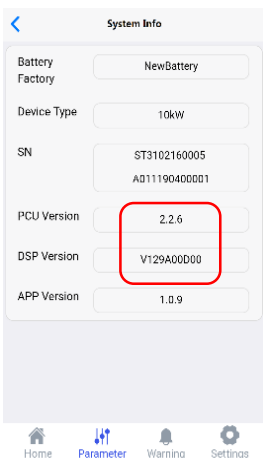 System Info
Battery
Factory
NewBattery
Device Type
10kW
SN
ST3102160005
A011190400001
PCU Version
2.2.6
DSP Version
V129A00D00
APP Version
1.0.9
Home
Parameter
Warning
Settings